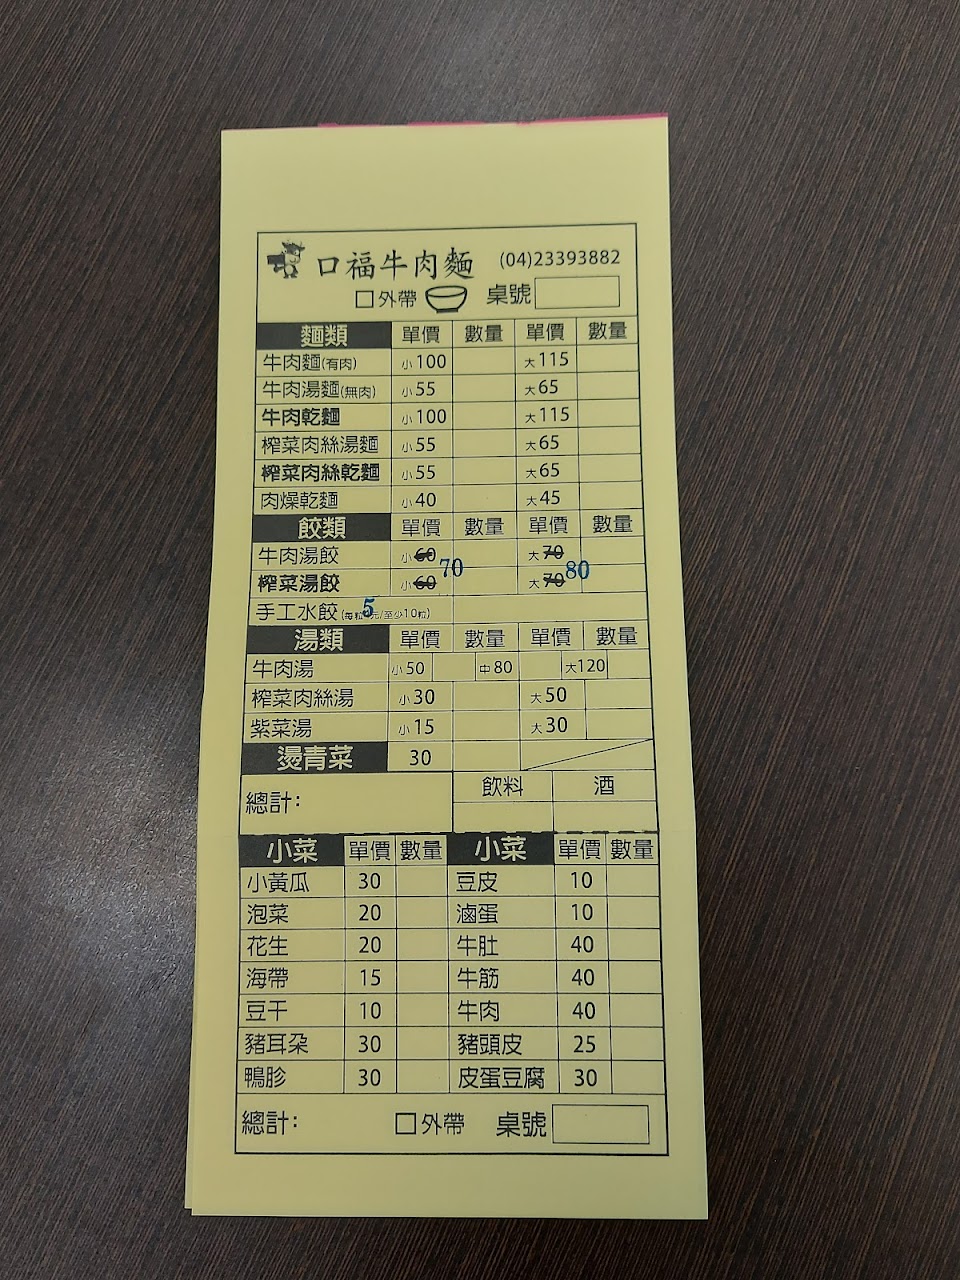 口福牛肉麵 (04)23393882
□外帶 桌號
麵類 單價 數量 單價 數量
牛肉麵(有肉) 小100 大115
牛肉湯麵(無肉) 小55 大65
牛肉乾麵 小100 大115
榨菜肉絲湯麵 小55 大65
榨菜肉絲乾麵 小55 大65
肉燥乾麵 小40 大45
餃類 單價 數量 單價 數量
牛肉湯餃 小60 大70
70 80
榨菜湯餃 小60 大70
手工水餃(每粒5元/至少10粒)
湯類 單價 數量 單價 數量
牛肉湯 小50 中80 大120
榨菜肉絲湯 小30 大50
紫菜湯 小15 大30
燙青菜 30
總計: 飲料 酒
小菜 單價 數量 小菜 單價 數量
小黃瓜 30 豆皮 10
泡菜 20 滷蛋 10
花生 20 牛肚 40
海帶 15 牛筋 40
豆干 10 牛肉 40
豬耳朵 30 豬頭皮 25
鴨胗 30 皮蛋豆腐 30
總計: □外帶 桌號